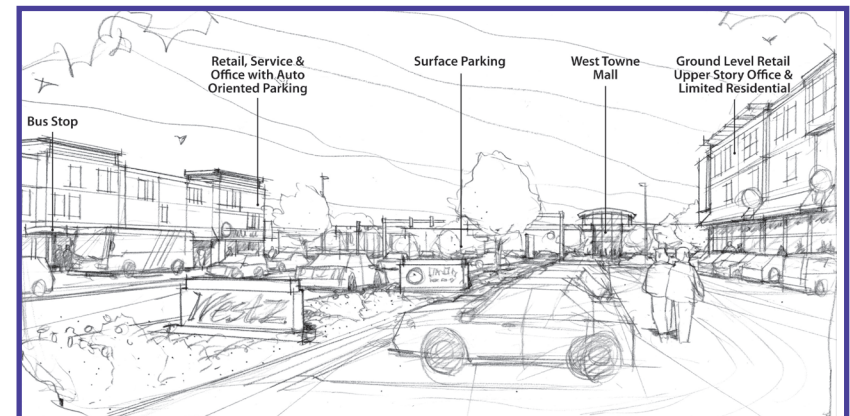 Retail, Service &
Office with Auto
Oriented Parking
Surface Parking
West Towne
Mall
Ground Level Retail
Upper Story Office &
Limited Residential
Bus Stop